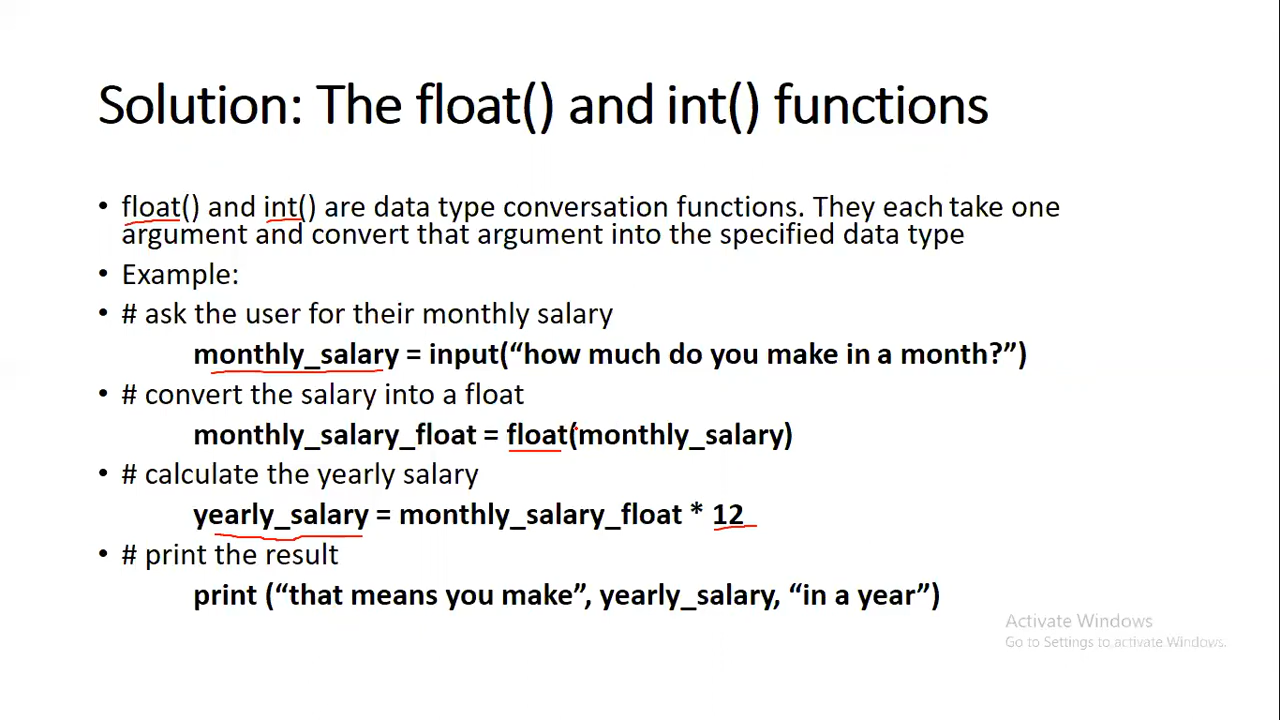 Solution: The float() and int() functions
• float() and int() are data type conversation functions. They each take one
argument and convert that argument into the specified data type
• Example:
• # ask the user for their monthly salary
monthly_salary = input(“how much do you make in a month?”)
• # convert the salary into a float
monthly_salary_float = float(monthly_salary)
• # calculate the yearly salary
yearly_salary = monthly_salary_float * 12
• # print the result
print (“that means you make”, yearly_salary, “in a year”)
Activate Windows
Go to Settings to activate Windows.